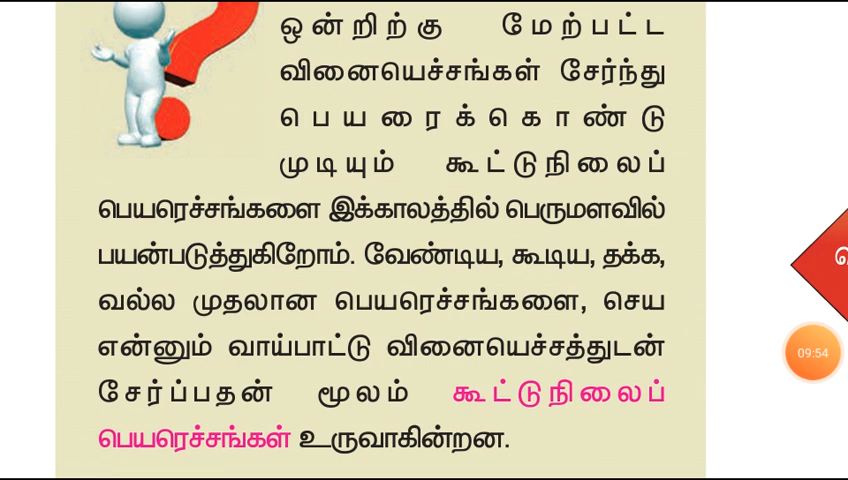 ஒன்றிற்கு மேற்பட்ட
வினையெச்சங்கள் சேர்ந்து
பெயரைக்கொண்டு
முடியும் கூட்டுநிலைப்
பெயரெச்சங்களை இக்காலத்தில் பெருமளவில்
பயன்படுத்துகிறோம். வேண்டிய, கூடிய, தக்க,
வல்ல முதலான பெயரெச்சங்களை, செய
என்னும் வாய்பாட்டு வினையெச்சத்துடன்
சேர்ப்பதன் மூலம் கூட்டுநிலைப்
பெயரெச்சங்கள் உருவாகின்றன.
09:54